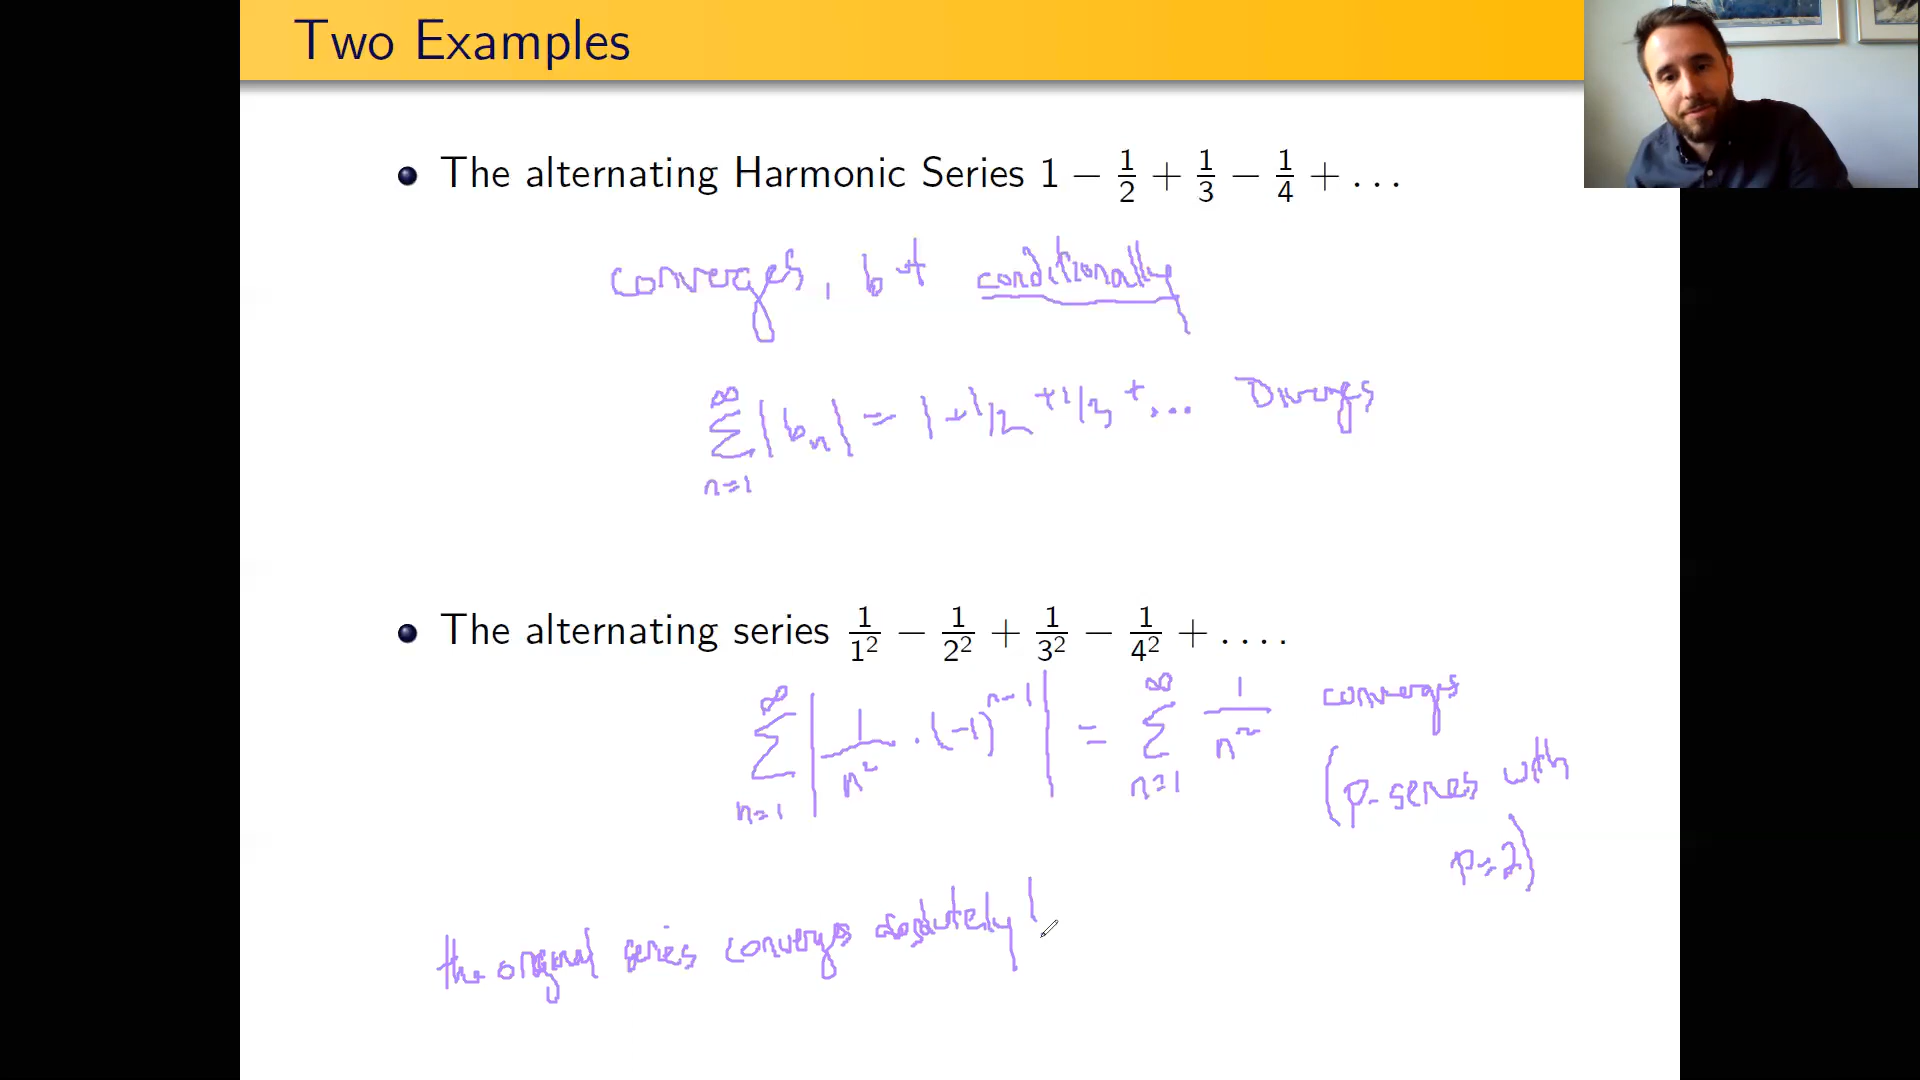 Two Examples
The alternating Harmonic Series 1 − 1/2 + 1/3 − 1/4 + ...
converges, but conditionally
∞
∑ |bₙ| = 1 + 1/2 + 1/3 + ... Diverges
n=1
The alternating series 1/1² − 1/2² + 1/3² − 1/4² + ....
∞ ∞
∑ |1/n² · (−1)ⁿ⁻¹| = ∑ 1/n² converges
n=1 n=1
(p-series with
p=2)
the original series converges absolutely!